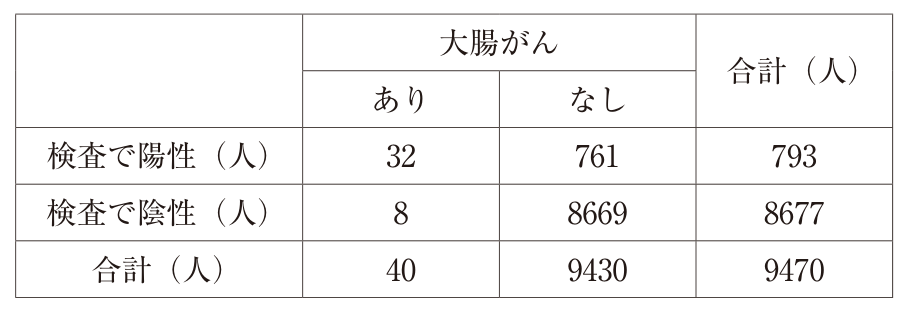 大腸がん
合計（人）
あり なし
検査で陽性（人） 32 761 793
検査で陰性（人） 8 8669 8677
合計（人） 40 9430 9470